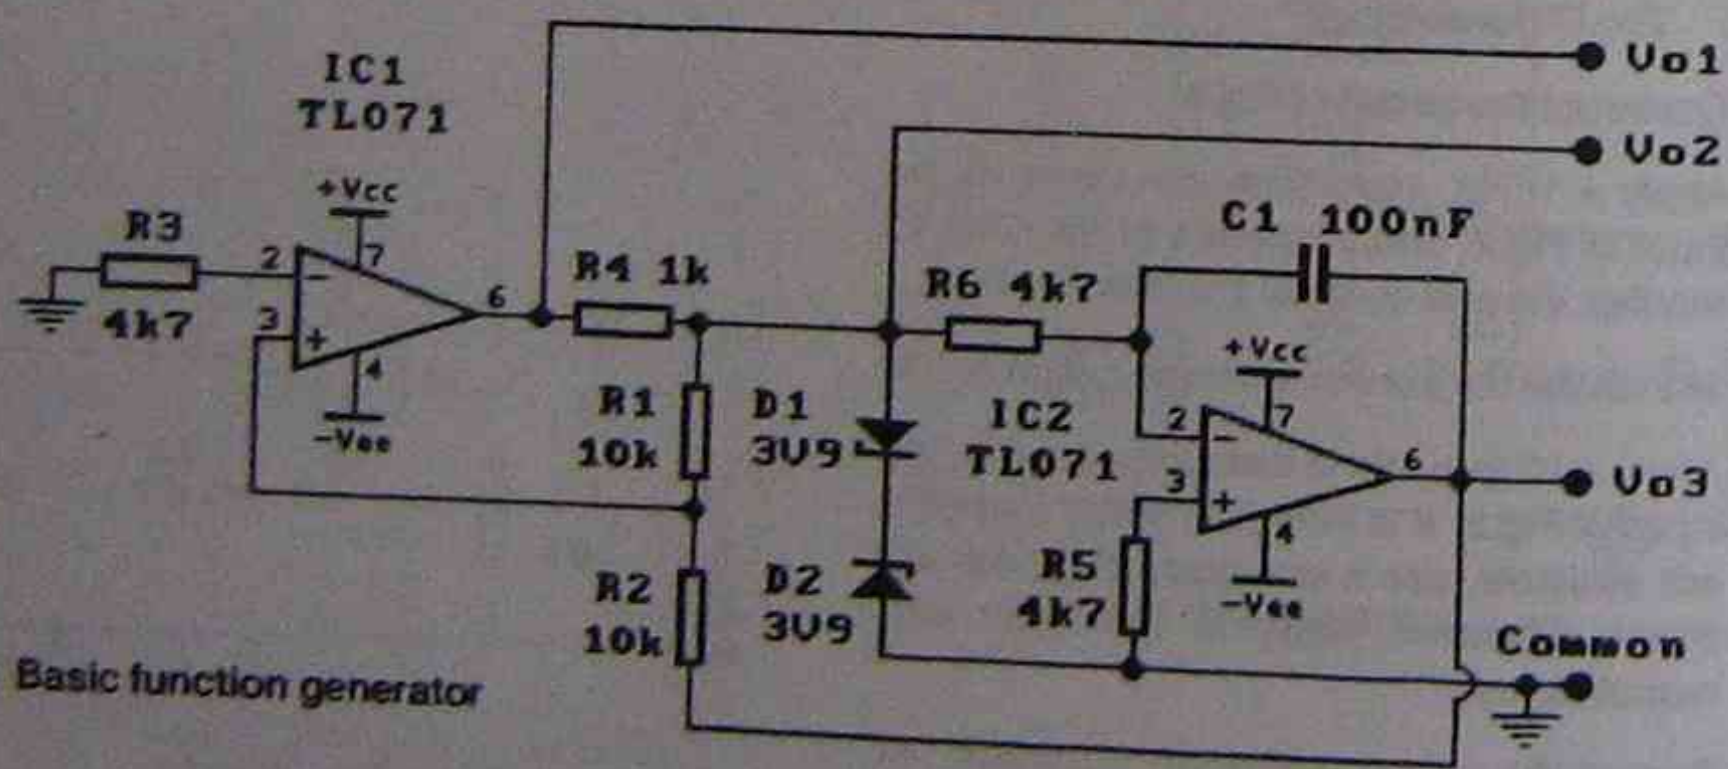 Vo1
IC1
TL071
Vo2
+Vcc
C1 100nF
R3
2
7
R4 1k
R6 4k7
6
4k7
3
+Vcc
4
R1
10k
D1
3V9
IC2
TL071
2
7
-Vee
6
Vo3
3
4
R2
10k
D2
3V9
R5
4k7
-Vee
Common
Basic function generator